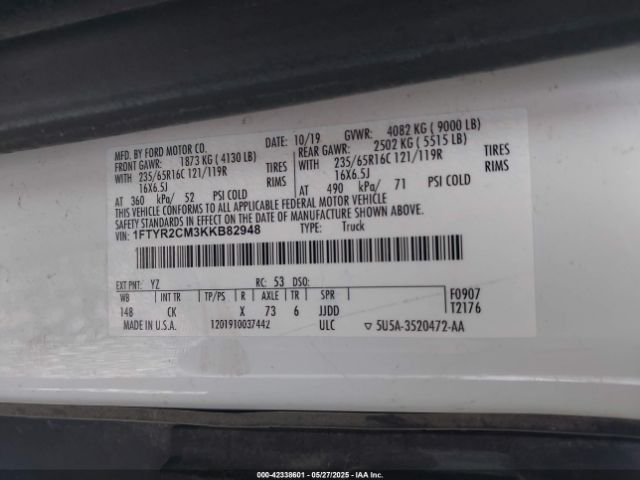 MFD. BY FORD MOTOR CO. DATE: 10/19 GVWR: 4082 KG ( 9000 LB)
FRONT GAWR: 1873 KG ( 4130 LB) REAR GAWR: 2502 KG ( 5515 LB)
WITH 235/65R16C 121/119R TIRES WITH 235/65R16C 121/119R TIRES
16X6.5J RIMS 16X6.5J RIMS
AT 360 kPa/ 52 PSI COLD AT 490 kPa/ 71 PSI COLD
THIS VEHICLE CONFORMS TO ALL APPLICABLE FEDERAL MOTOR VEHICLE
SAFETY STANDARDS IN EFFECT ON THE DATE OF MANUFACTURE SHOWN ABOVE.
VIN: 1FTYR2CM3KKB82948 TYPE: Truck
EXT PNT: YZ RC: 53 DSO:
WB INT TR TP/PS R AXLE TR SPR F0907
148 CK X 73 6 JJDD T2176
MADE IN U.S.A. 1201910037442 ULC ▽ 5U5A-3520472-AA
000-42338601 - 05/27/2025 - IAA Inc.